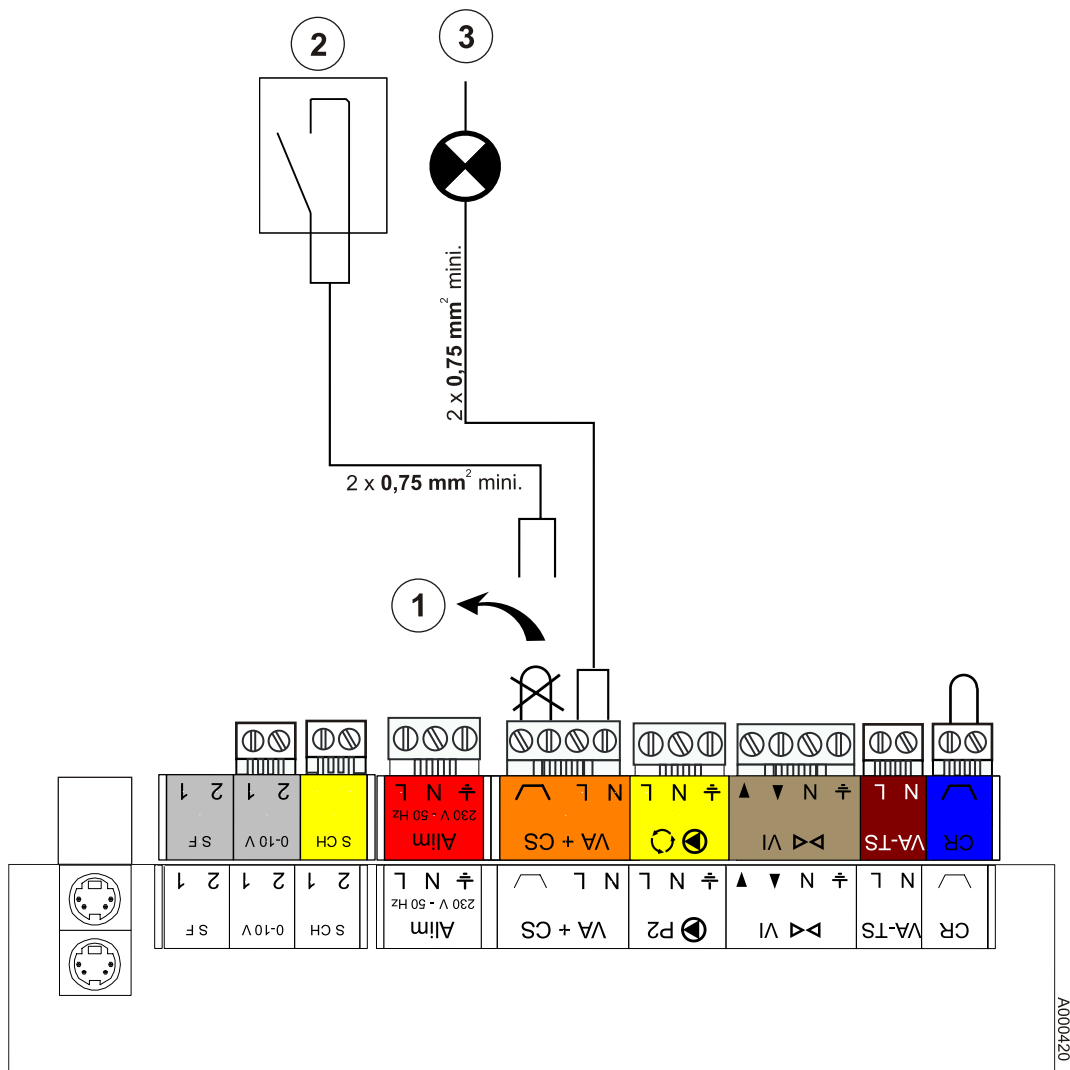 2
3
2 x 0,75 mm² mini.
2 x 0,75 mm² mini.
1
1 2
S F
1 2
0-10 V
S CH
L N ⏚
230 V - 50 Hz
Alim
L N
VA + CS
L N ⏚
▲ ▼ N ⏚
VI
L N
VA-TS
CR
1 2
S F
1 2
0-10 V
1 2
S CH
L N ⏚
230 V - 50 Hz
Alim
L N
VA + CS
L N ⏚
P2
▲ ▼ N ⏚
VI
L N
VA-TS
CR
A000420